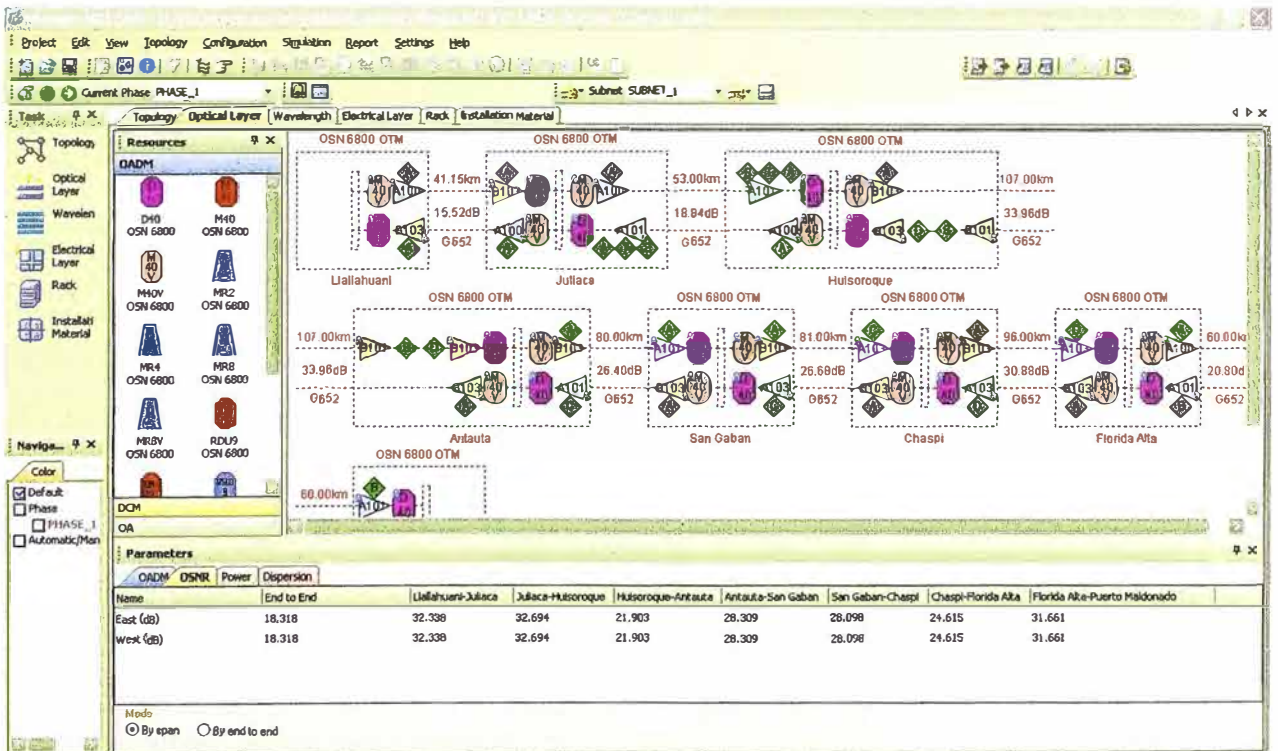 Project Edit View Topology Configuration Simulation Report Settings Help
Current Phase PHASE_1
Subnet SUBNET_1
Task
Topology Optical Layer Wavelength Electrical Layer Rack Installation Material
Topology
Optical Layer
Wavelen
Electrical Layer
Rack
Installati Material
Resources
OADM
D40
OSN 6800
M40
OSN 6800
M40V
OSN 6800
MR2
OSN 6800
MR4
OSN 6800
MR8
OSN 6800
MR8V
OSN 6800
RDU9
OSN 6800
DCM
OA
OSN 6800 OTM
OSN 6800 OTM
OSN 6800 OTM
41.15km
53.00km
107.00km
15.52dB
18.84dB
33.96dB
G652
G652
G652
Llallahuani
Juliaca
Huisoroque
OSN 6800 OTM
OSN 6800 OTM
OSN 6800 OTM
OSN 6800 OTM
107.00km
80.00km
81.00km
96.00km
60.00k
33.96dB
26.40dB
26.68dB
30.88dB
20.80d
G652
G652
G652
G652
G652
Antauta
San Gaban
Chaspi
Florida Alta
OSN 6800 OTM
60.00km
Naviga...
Color
Default
Phase
PHASE_1
Automatic/Man
Parameters
OADM OSNR Power Dispersion
Name End to End Llallahuani-Juliaca Juliaca-Huisoroque Huisoroque-Antauta Antauta-San Gaban San Gaban-Chaspi Chaspi-Florida Alta Florida Alta-Puerto Maldonado
East (dB) 18.318 32.338 32.694 21.903 28.309 28.098 24.615 31.661
West (dB) 18.318 32.338 32.694 21.903 28.309 28.098 24.615 31.661
Mode
By span By end to end